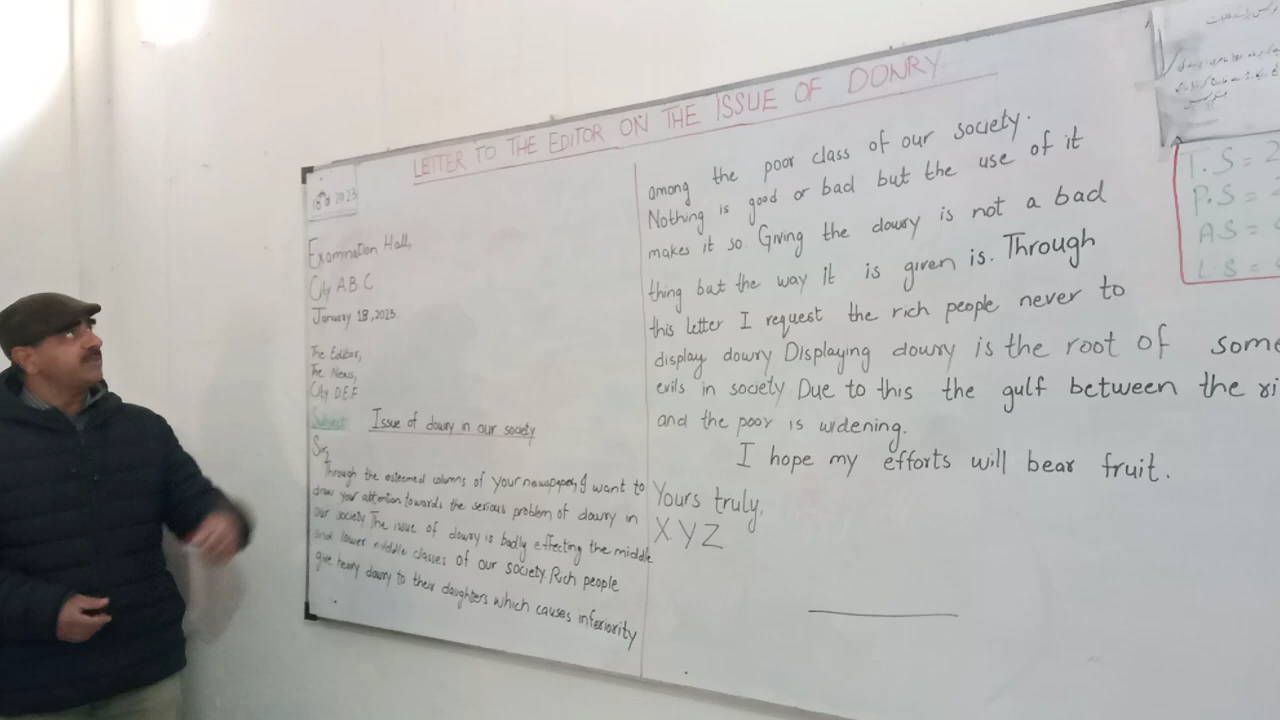 LETTER TO THE EDITOR ON THE ISSUE OF DOWRY
2023
Examination Hall,
City A.B.C
January 18, 2023.
The Editor,
The News,
City D.E.F
Subject: Issue of dowry in our society
Sir,
Through the esteemed columns of your newspaper, I want to
draw your attention towards the serious problem of dowry in
our society. The issue of dowry is badly effecting the middle
and lower middle classes of our society. Rich people
give heavy dowry to their daughters which causes inferiority
among the poor class of our society.
Nothing is good or bad but the use of it
makes it so. Giving the dowry is not a bad
thing but the way it is given is. Through
this letter I request the rich people never to
display dowry Displaying dowry is the root of some
evils in society Due to this the gulf between the ri
and the poor is widening.
I hope my efforts will bear fruit.
Yours truly,
X.Y Z
T.S = 2
P.S =
A S =
L.S =